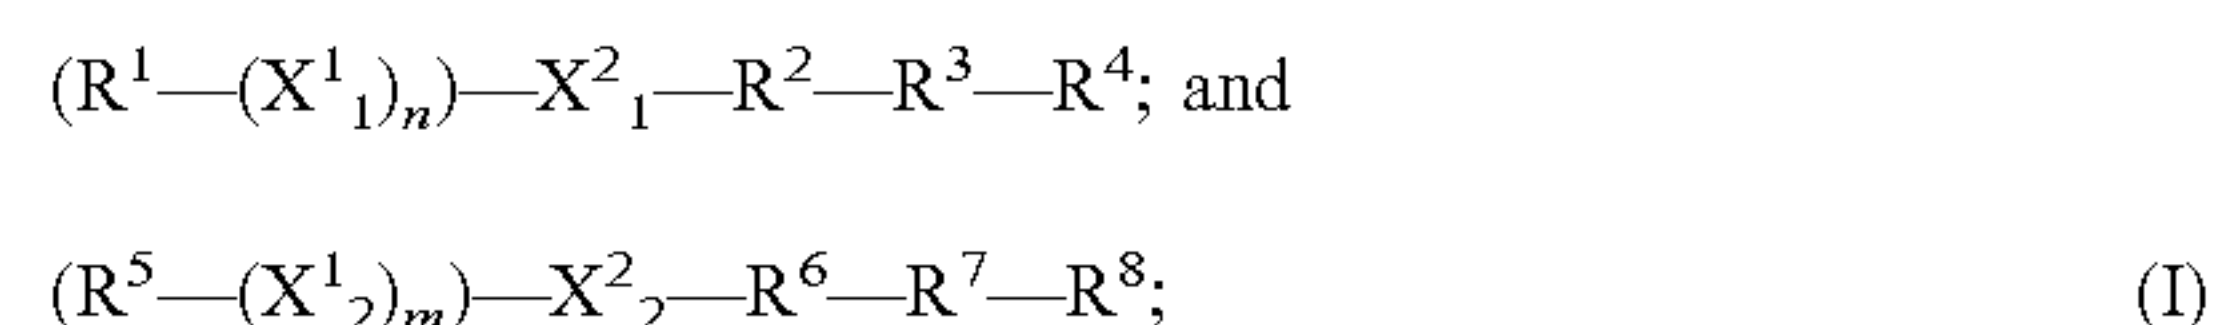 (R¹—(X¹₁)ₙ)—X²₁—R²—R³—R⁴; and
(R⁵—(X¹₂)ₘ)—X²₂—R⁶—R⁷—R⁸; (I)